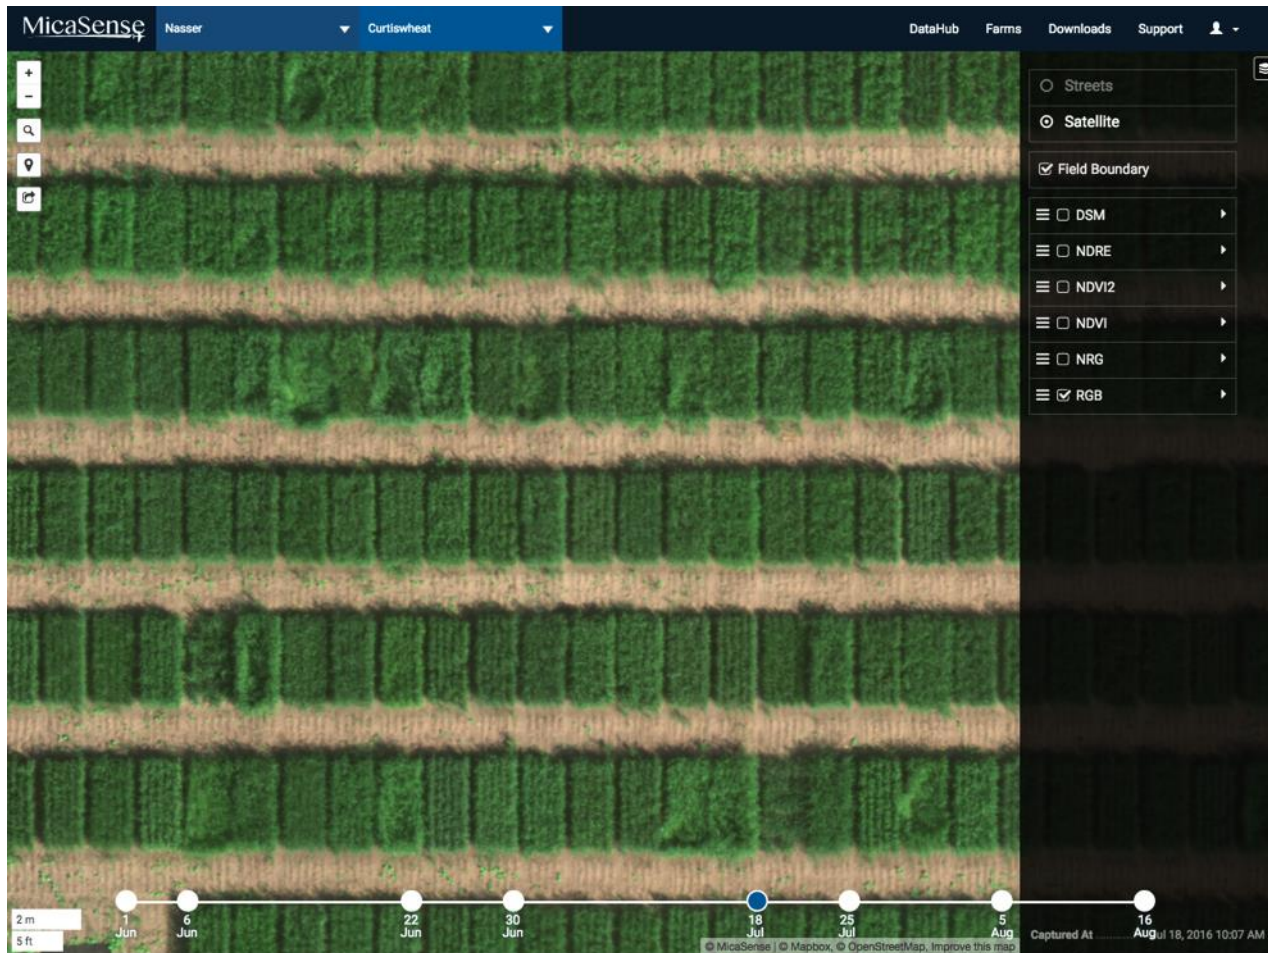 MicaSense
Nasser
Curtiswheat
DataHub
Farms
Downloads
Support
+
−
Streets
Satellite
Field Boundary
DSM
NDRE
NDVI2
NDVI
NRG
RGB
2 m
5 ft
1 Jun
6 Jun
22 Jun
30 Jun
18 Jul
25 Jul
5 Aug
16 Aug
Captured At
ul 18, 2016 10:07 AM
© MicaSense | © Mapbox, © OpenStreetMap, Improve this map